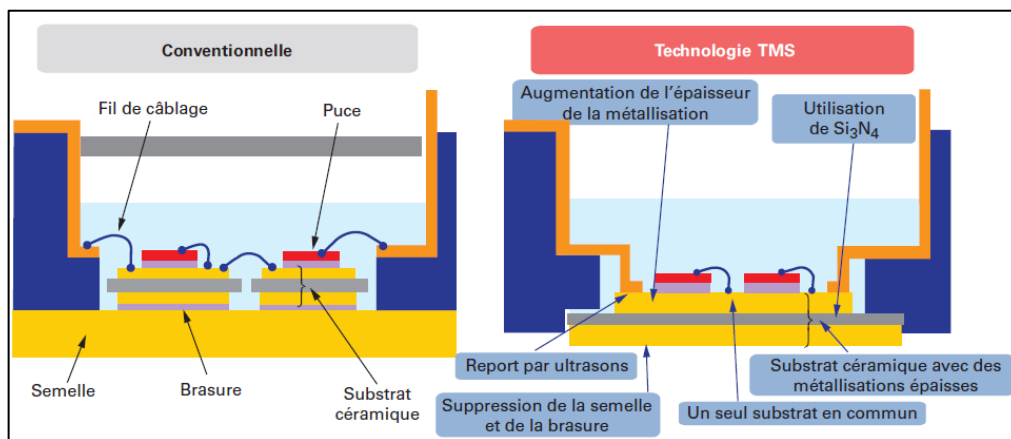 Conventionnelle
Fil de câblage
Puce
Semelle
Brasure
Substrat
céramique
Technologie TMS
Augmentation de l'épaisseur
de la métallisation
Utilisation
de Si₃N₄
Report par ultrasons
Suppression de la semelle
et de la brasure
Substrat céramique avec des
métallisations épaisses
Un seul substrat en commun